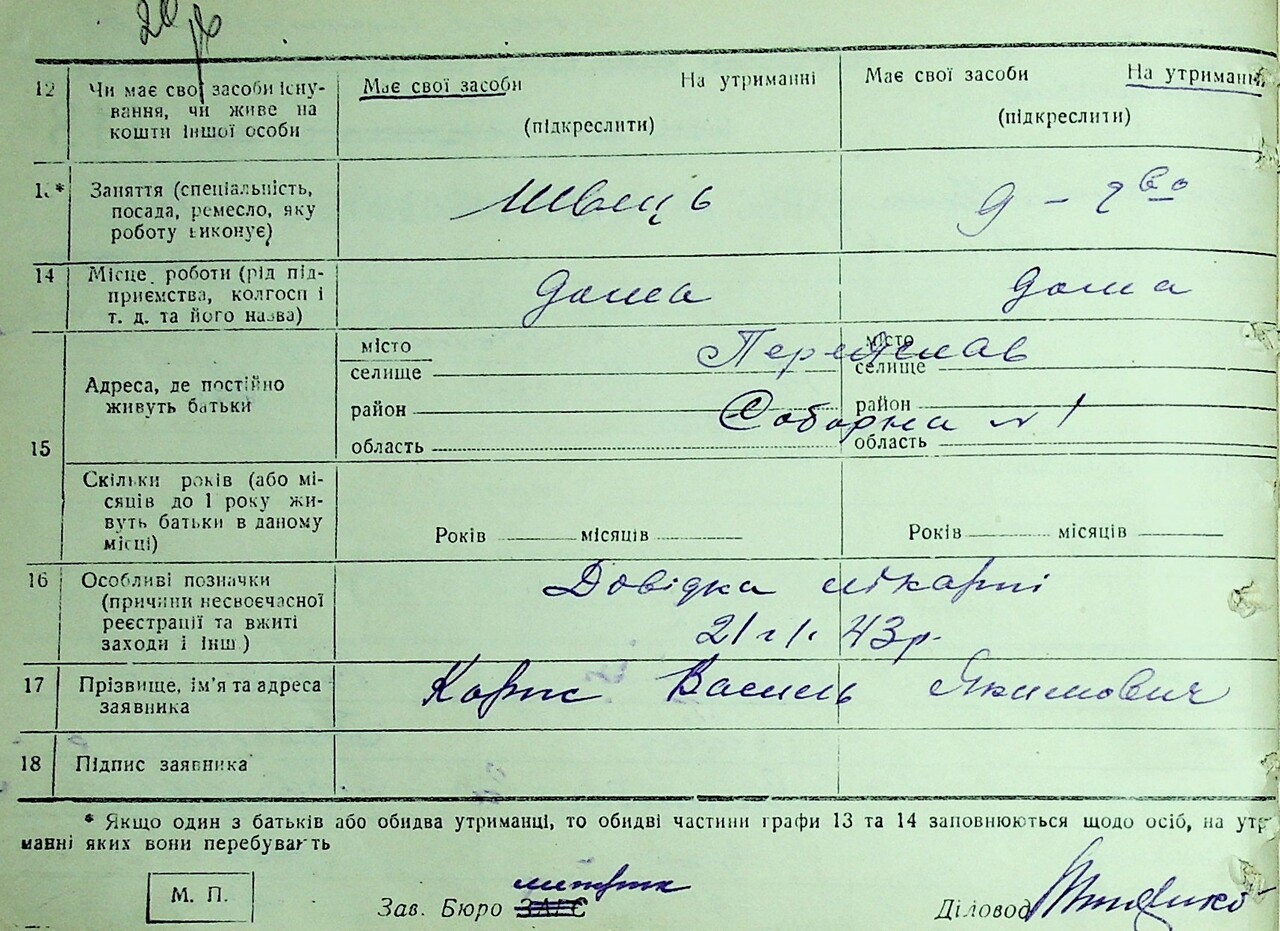 20
12 Чи має свої засоби існу- Має свої засоби На утриманні Має свої засоби На утриманні
вання, чи живе на
кошти іншої особи (підкреслити) (підкреслити)
13* Заняття (спеціальність, Швець д-гво
посада, ремесло, яку
роботу виконує)
14 Місце роботи (рід під- дома дома
приємства, колгосп і
т. д. та його назва)
15 Адреса, де постійно
живуть батьки
місто місто
селище Переяслав селище
район район
Соборна № 1
область область
Скільки років (або мі-
сяців до 1 року жи-
вуть батьки в даному
місці) Років місяців Років місяців
16 Особливі позначки Довідка лікарні
(причини несвоєчасної
реєстрації та вжиті 43р.
заходи і інш.)
17 Прізвище, ім'я та адреса Василь Якимович
заявника
18 Підпис заявника
* Якщо один з батьків або обидва утриманці, то обидві частини графи 13 та 14 заповнюються щодо осіб, на утр
манні яких вони перебувають
М. П. Зав. Бюро ЗАГС Діловод